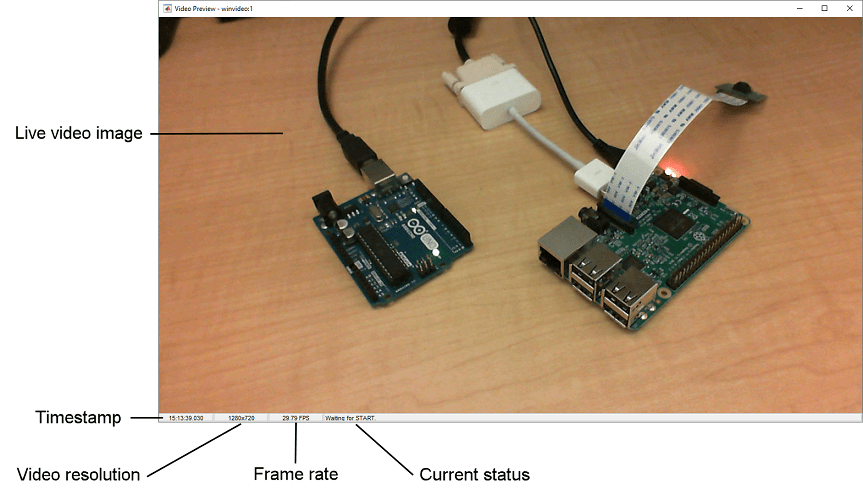 Video Preview - winvideo:1
Live video image
UNO
Timestamp
15:13:39.030
1280x720
29.79 FPS
Waiting for START.
Video resolution
Frame rate
Current status